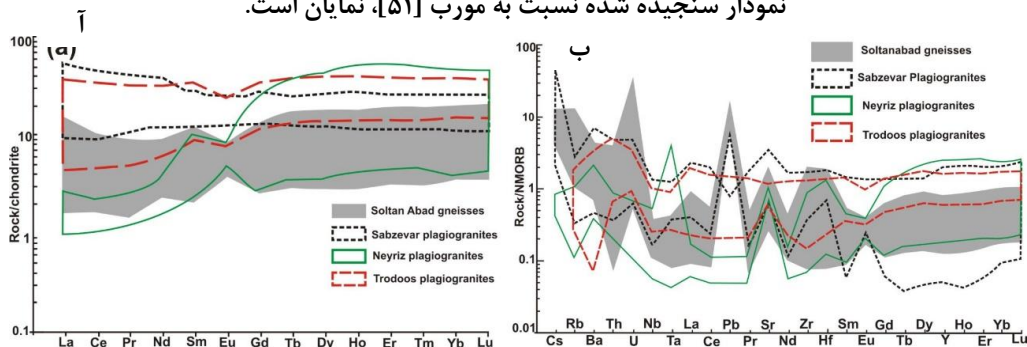 نمودار سنجیده شده نسبت به مورب [۵۱]، نمایان است.
آ
(a)
100
10
1
0.1
Rock/chondrite
Soltan Abad gneisses
Sabzevar plagiogranites
Neyriz plagiogranites
Trodoos plagiogranites
La Ce Pr Nd Sm Eu Gd Tb Dy Ho Er Tm Yb Lu
ب
100
10
1
0.1
0.01
Rock/NMORB
Soltanabad gneisses
Sabzevar Plagiogranites
Neyriz plagiogranites
Trodoos plagiogranites
Rb Th Nb La Pb Sr Zr Sm Gd Dy Ho Yb
Cs Ba U Ta Ce Pr Nd Hf Eu Tb Y Er Lu